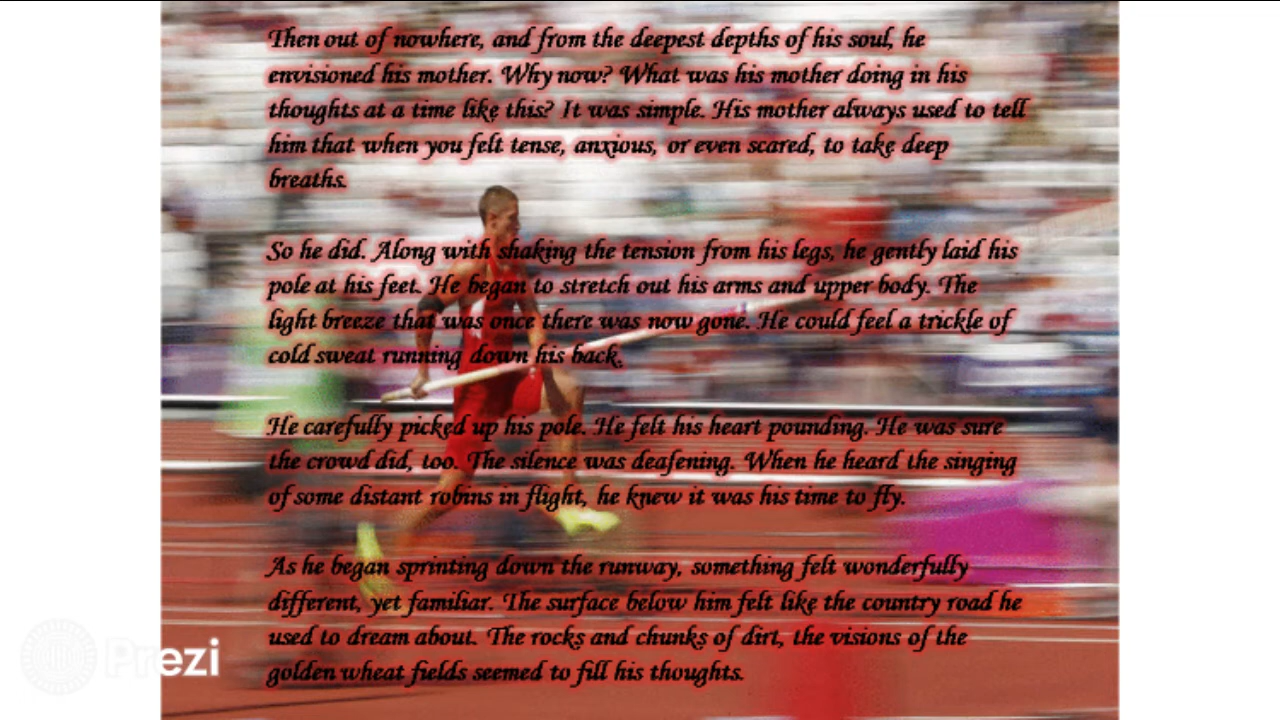 Then out of nowhere, and from the deepest depths of his soul, he
envisioned his mother. Why now? What was his mother doing in his
thoughts at a time like this? It was simple. His mother always used to tell
him that when you felt tense, anxious, or even scared, to take deep
breaths.
So he did. Along with shaking the tension from his legs, he gently laid his
pole at his feet. He began to stretch out his arms and upper body. The
light breeze that was once there was now gone. He could feel a trickle of
cold sweat running down his back.
He carefully picked up his pole. He felt his heart pounding. He was sure
the crowd did, too. The silence was deafening. When he heard the singing
of some distant robins in flight, he knew it was his time to fly.
As he began sprinting down the runway, something felt wonderfully
different, yet familiar. The surface below him felt like the country road he
used to dream about. The rocks and chunks of dirt, the visions of the
golden wheat fields seemed to fill his thoughts.
Prezi